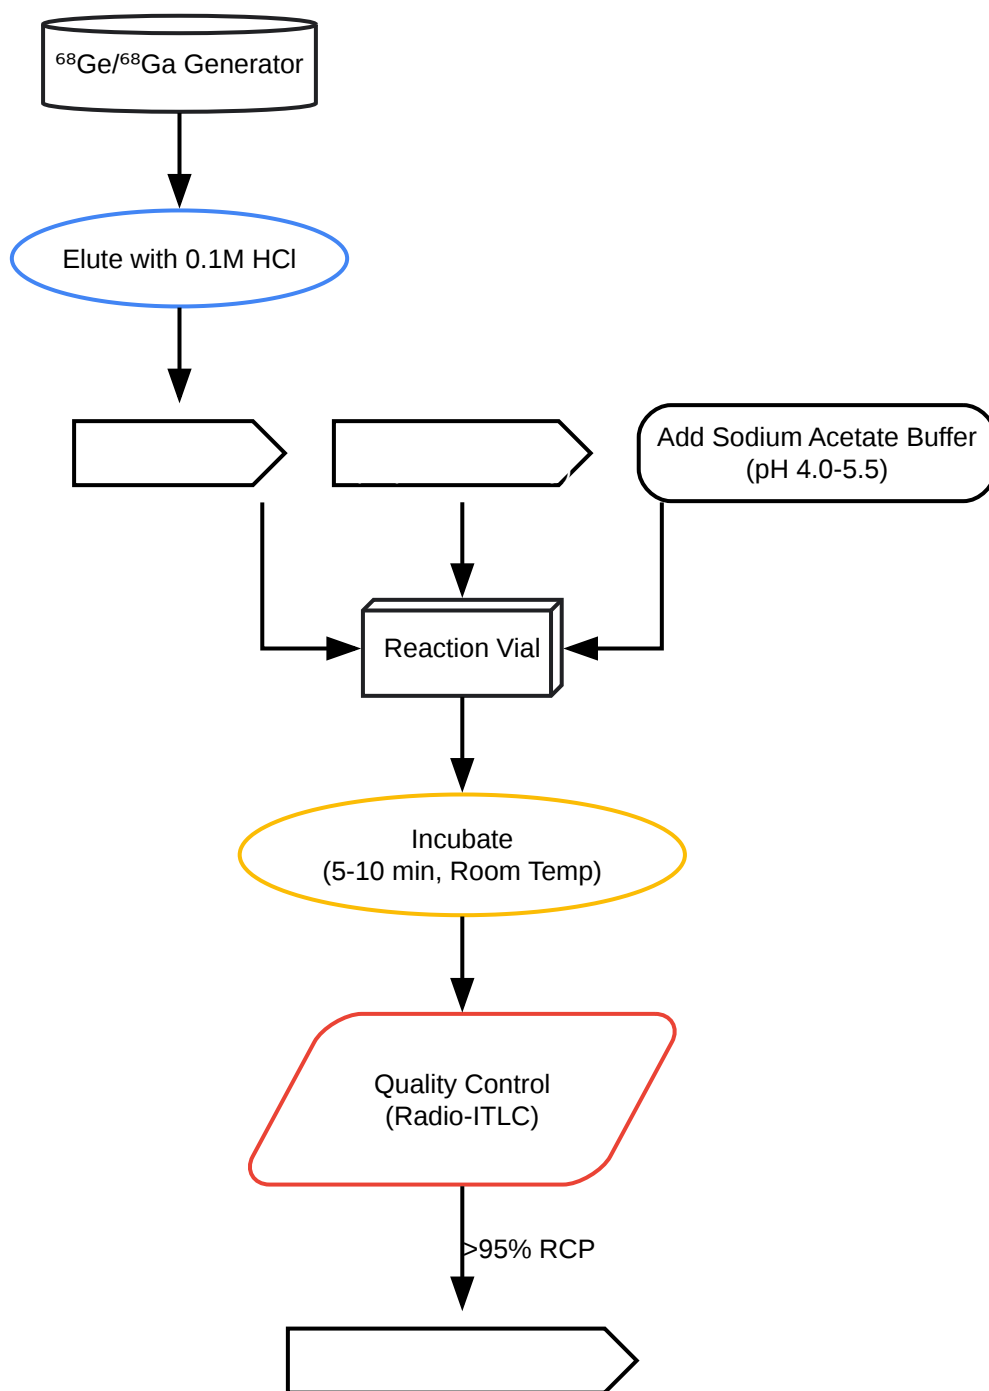 ⁶⁸Ge/⁶⁸Ga Generator
Elute with 0.1M HCl
Add Sodium Acetate Buffer
(pH 4.0-5.5)
Reaction Vial
Incubate
(5-10 min, Room Temp)
Quality Control
(Radio-ITLC)
>95% RCP